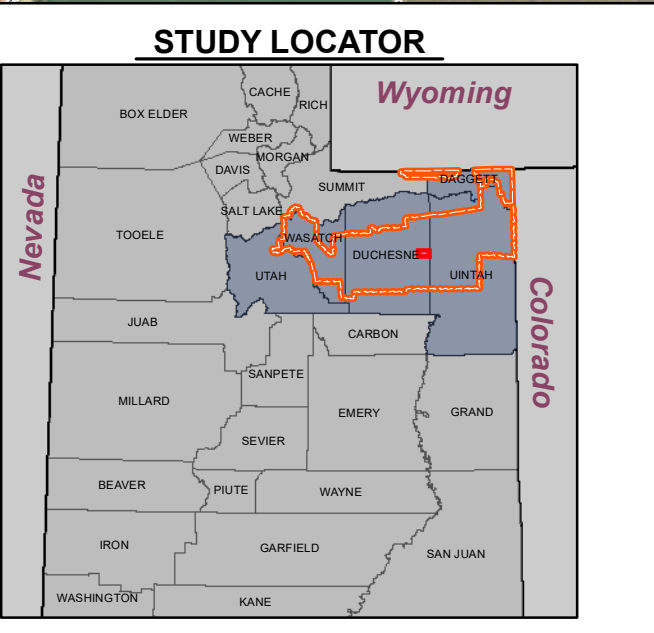 STUDY LOCATOR
Wyoming
CACHE
RICH
BOX ELDER
WEBER
MORGAN
DAVIS
SUMMIT
DAGGETT
Nevada
SALT LAKE
TOOELE
WASATCH
DUCHESNE
UTAH
UINTAH
Colorado
JUAB
CARBON
SANPETE
MILLARD
EMERY
GRAND
SEVIER
BEAVER
PIUTE
WAYNE
IRON
GARFIELD
SAN JUAN
WASHINGTON
KANE